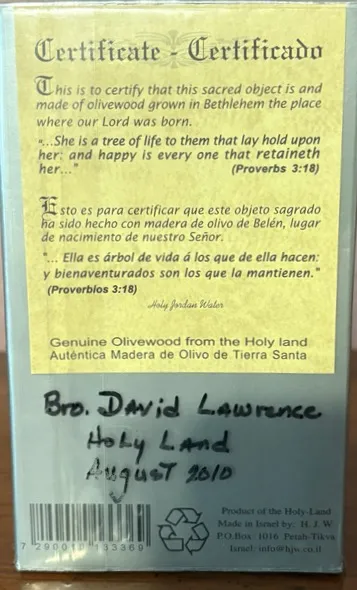 Certificate - Certificado
This is to certify that this sacred object is and
made of olivewood grown in Bethlehem the place
where our Lord was born.
"...She is a tree of life to them that lay hold upon
her: and happy is every one that retaineth
her..." (Proverbs 3:18)
Esto es para certificar que este objeto sagrado
ha sido hecho con madera de olivo de Belén, lugar
de nacimiento de nuestro Señor.
"... Ella es árbol de vida á los que de ella hacen:
y bienaventurados son los que la mantienen."
(Proverbios 3:18)
Holy Jordan Water
Genuine Olivewood from the Holy land
Auténtica Madera de Olivo de Tierra Santa
Bro. David Lawrence
Holy Land
August 2010
Product of the Holy-Land
Made in Israel by: H. J. W
P.O.Box: 1016 Petah-Tikva
Israel: info@hjw.co.il